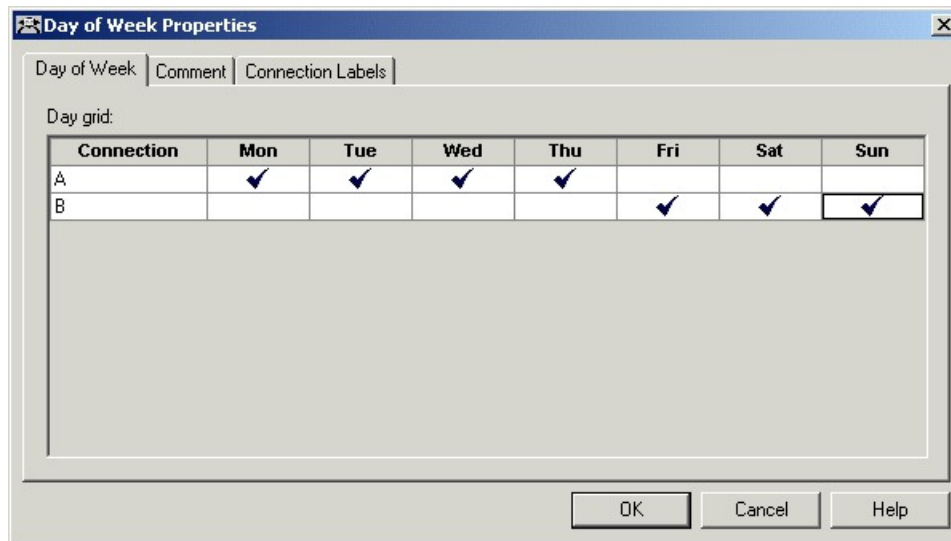 Day of Week Properties
Day of Week Comment Connection Labels
Day grid:
Connection Mon Tue Wed Thu Fri Sat Sun
A
B
OK Cancel Help